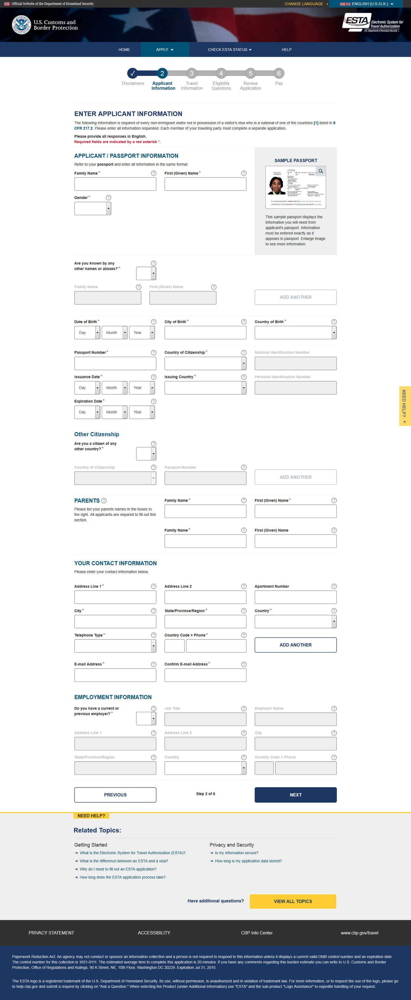 Official Website of the Department of Homeland Security
CHANGE LANGUAGE
ENGLISH (U.S./U.K.)
U.S. Customs and
Border Protection
ESTA
Electronic System for
Travel Authorization
U.S. Department of Homeland Security
HOME
APPLY
CHECK ESTA STATUS
HELP
2 3 4 5 6
Disclaimers
Applicant
Information
Travel
Information
Eligibility
Questions
Review
Application
Pay
ENTER APPLICANT INFORMATION
The following information is required of every non-immigrant visitor not in possession of a visitor's visa who is a national of one of the countries [1] listed in 8
CFR 217.2. Please enter all information requested. Each member of your traveling party must complete a separate application.
Please provide all responses in English.
Required fields are indicated by a red asterisk *.
APPLICANT / PASSPORT INFORMATION
Refer to your passport and enter all information in the same format.
Family Name * ?
First (Given) Name * ?
Gender * ?
SAMPLE PASSPORT
UTOPIA
This sample passport displays the
information you will need from
applicant's passport. Information
must be entered exactly as it
appears in passport. Enlarge image
to see more information.
Are you known by any
other names or aliases? * ?
Family Name ?
First (Given) Name ?
ADD ANOTHER
Date of Birth * ?
City of Birth * ?
Country of Birth * ?
Day Month Year
Passport Number * ?
Country of Citizenship * ?
National Identification Number
Issuance Date * ?
Issuing Country * ?
Personal Identification Number
Day Month Year
Expiration Date * ?
Day Month Year
NEED HELP?
Other Citizenship
Are you a citizen of any
other country? * ?
Country of Citizenship ?
Passport Number ?
ADD ANOTHER
PARENTS ?
Please list your parents names in the boxes to
the right. All applicants are required to fill out this
section.
Family Name * ?
First (Given) Name * ?
Family Name * ?
First (Given) Name ?
YOUR CONTACT INFORMATION
Please enter your contact information below.
Address Line 1 * ?
Address Line 2 ?
Apartment Number ?
City * ?
State/Province/Region * ?
Country * ?
Telephone Type * ?
Country Code + Phone * ?
ADD ANOTHER
E-mail Address * ?
Confirm E-mail Address * ?
EMPLOYMENT INFORMATION
Do you have a current or
previous employer? * ?
Job Title ?
Employer Name ?
Address Line 1 ?
Address Line 2 ?
City ?
State/Province/Region ?
Country ?
Country Code + Phone ?
PREVIOUS
Step 2 of 6
NEXT
NEED HELP?
Related Topics:
Getting Started
What is the Electronic System for Travel Authorization (ESTA)?
What is the difference between an ESTA and a visa?
Why do I need to fill out an ESTA application?
How long does the ESTA application process take?
Privacy and Security
Is my information secure?
How long is my application data stored?
Have additional questions?
VIEW ALL TOPICS
PRIVACY STATEMENT
ACCESSIBILITY
CBP Info Center
www.cbp.gov/travel
Paperwork Reduction Act: An agency may not conduct or sponsor an information collection and a person is not required to respond to this information unless it displays a current valid OMB control number and an expiration date.
The control number for this collection is 1651-0111. The estimated average time to complete this application is 20 minutes. If you have any comments regarding this burden estimate you can write to U.S. Customs and Border
Protection, Office of Regulations and Rulings, 90 K Street, NE, 10th Floor, Washington DC 20229. Expiration Jul 31, 2015.
The ESTA logo is a registered trademark of the U.S. Department of Homeland Security. Its use, without permission, is unauthorized and in violation of trademark law. For more information, or to request the use of the logo, please go
to help.cbp.gov and submit a request by clicking on "Ask a Question." When selecting the Product (under Additional Information) use "ESTA" and the sub-product "Logo Assistance" to expedite handling of your request.